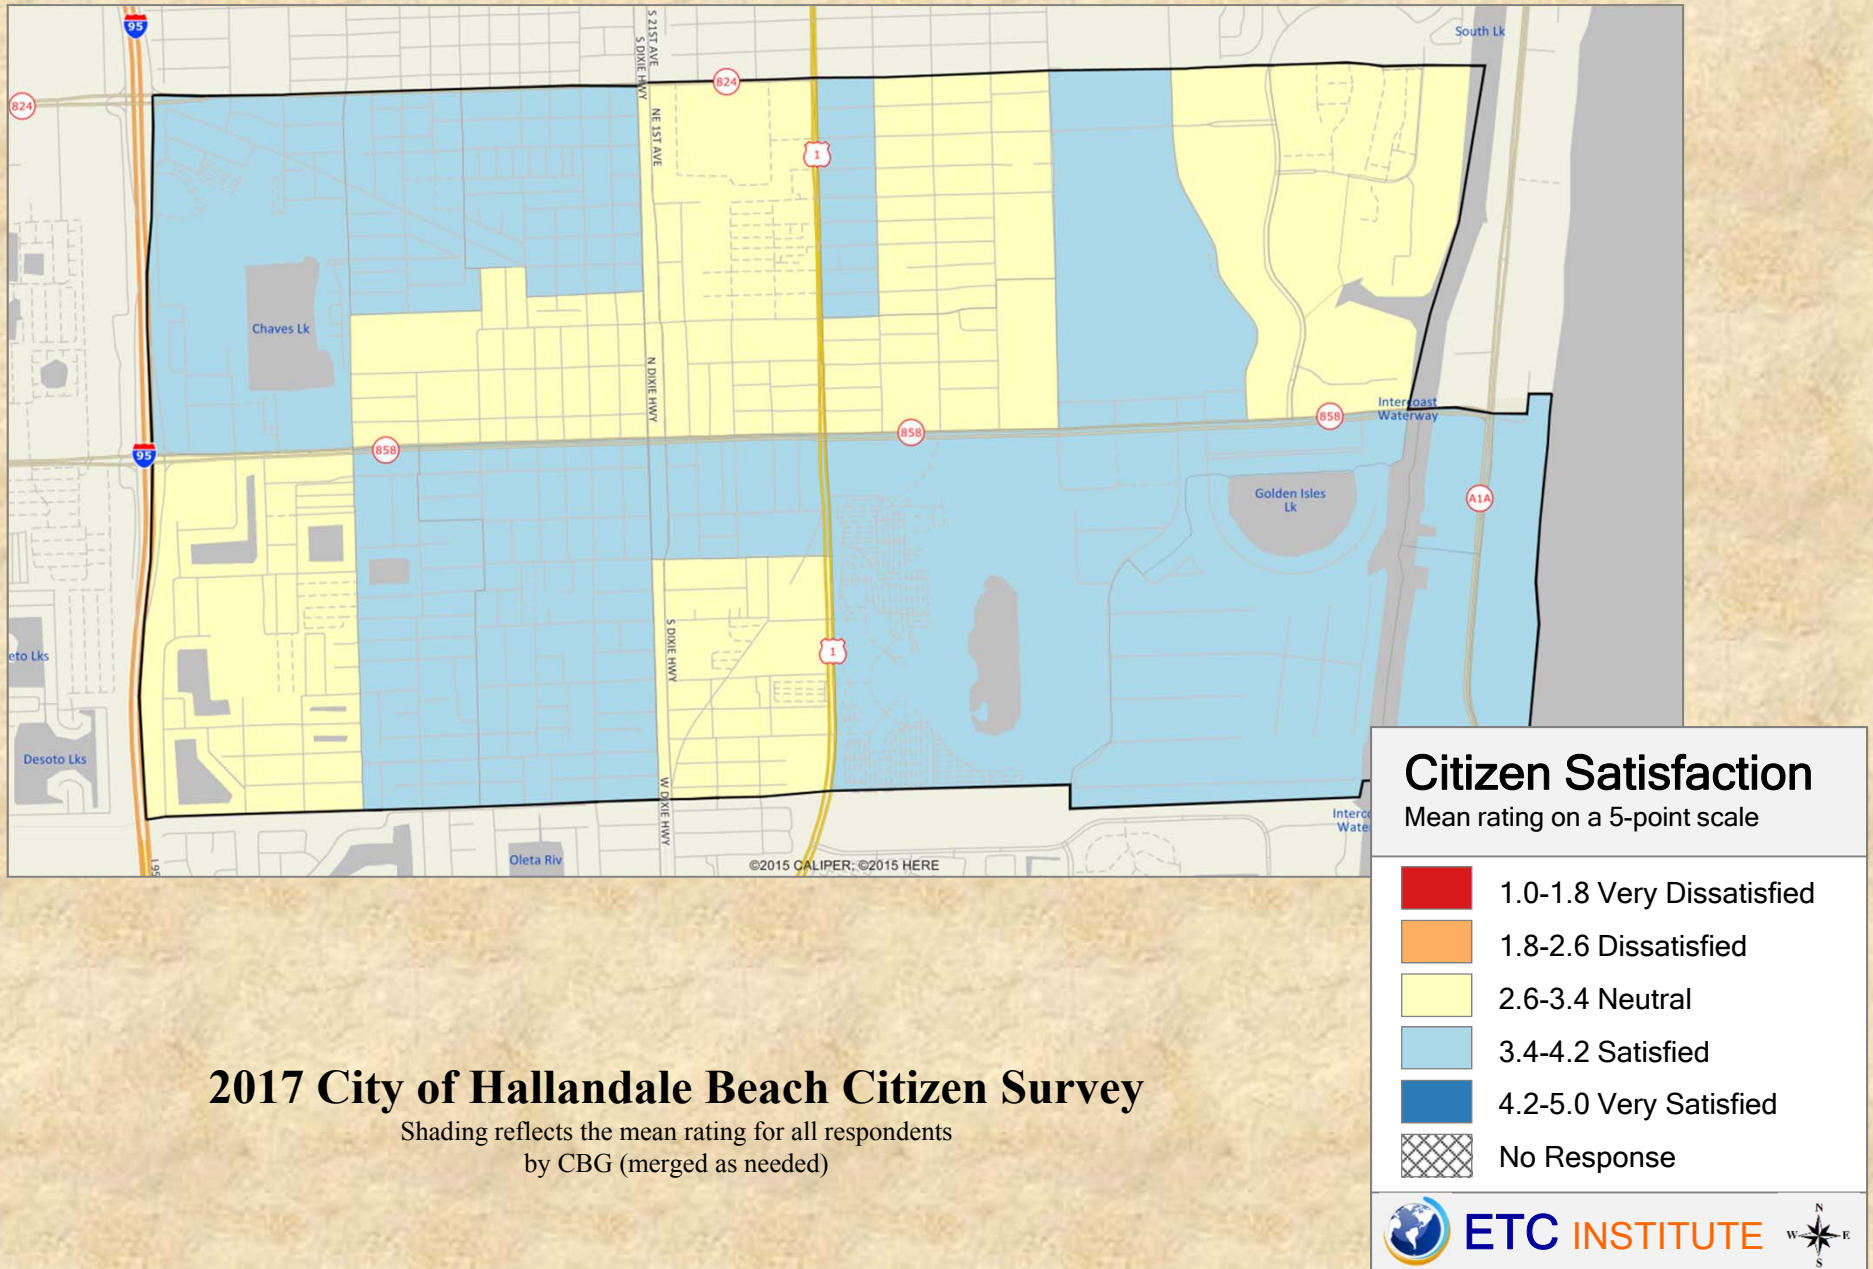 95
S 21ST AVE
S DIXIE HWY
South Lk
824
824
NE 1ST AVE
1
Chaves Lk
N DIXIE HWY
Intercoast
Waterway
858
858
858
95
Golden Isles
Lk
A1A
S DIXIE HWY
1
eto Lks
Desoto Lks
W DIXIE HWY
Interco
Wate
Oleta Riv
I 95
©2015 CALIPER; ©2015 HERE
Citizen Satisfaction
Mean rating on a 5-point scale
1.0-1.8 Very Dissatisfied
1.8-2.6 Dissatisfied
2.6-3.4 Neutral
3.4-4.2 Satisfied
4.2-5.0 Very Satisfied
No Response
2017 City of Hallandale Beach Citizen Survey
Shading reflects the mean rating for all respondents
by CBG (merged as needed)
ETC INSTITUTE
N
W
E
S